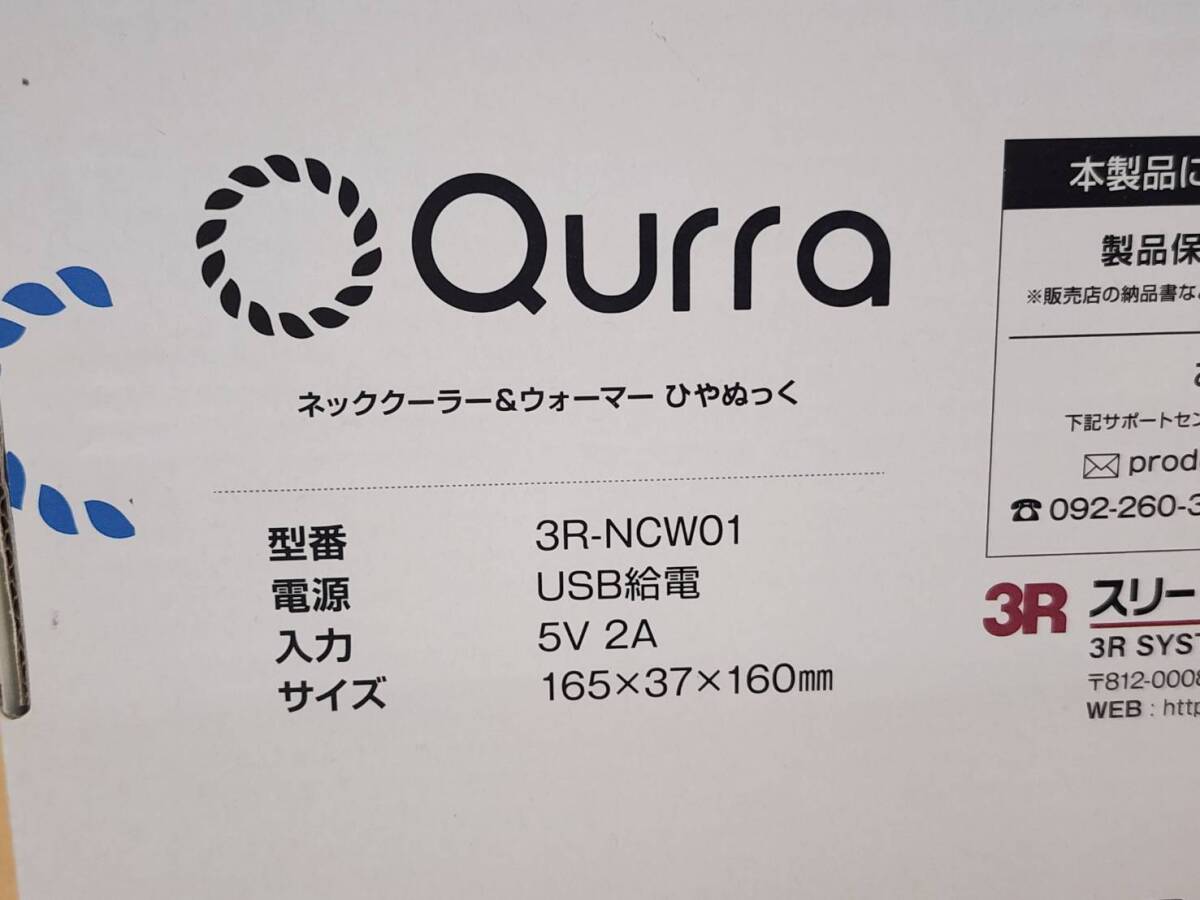 Qurra
ネッククーラー&ウォーマー ひやぬっく
型番 3R-NCW01
電源 USB給電
入力 5V 2A
サイズ 165×37×160㎜
本製品に
製品保
※販売店の納品書な
下記サポートセン
prod
092-260-3
3R スリー
3R SYST
〒812-0008
WEB : http